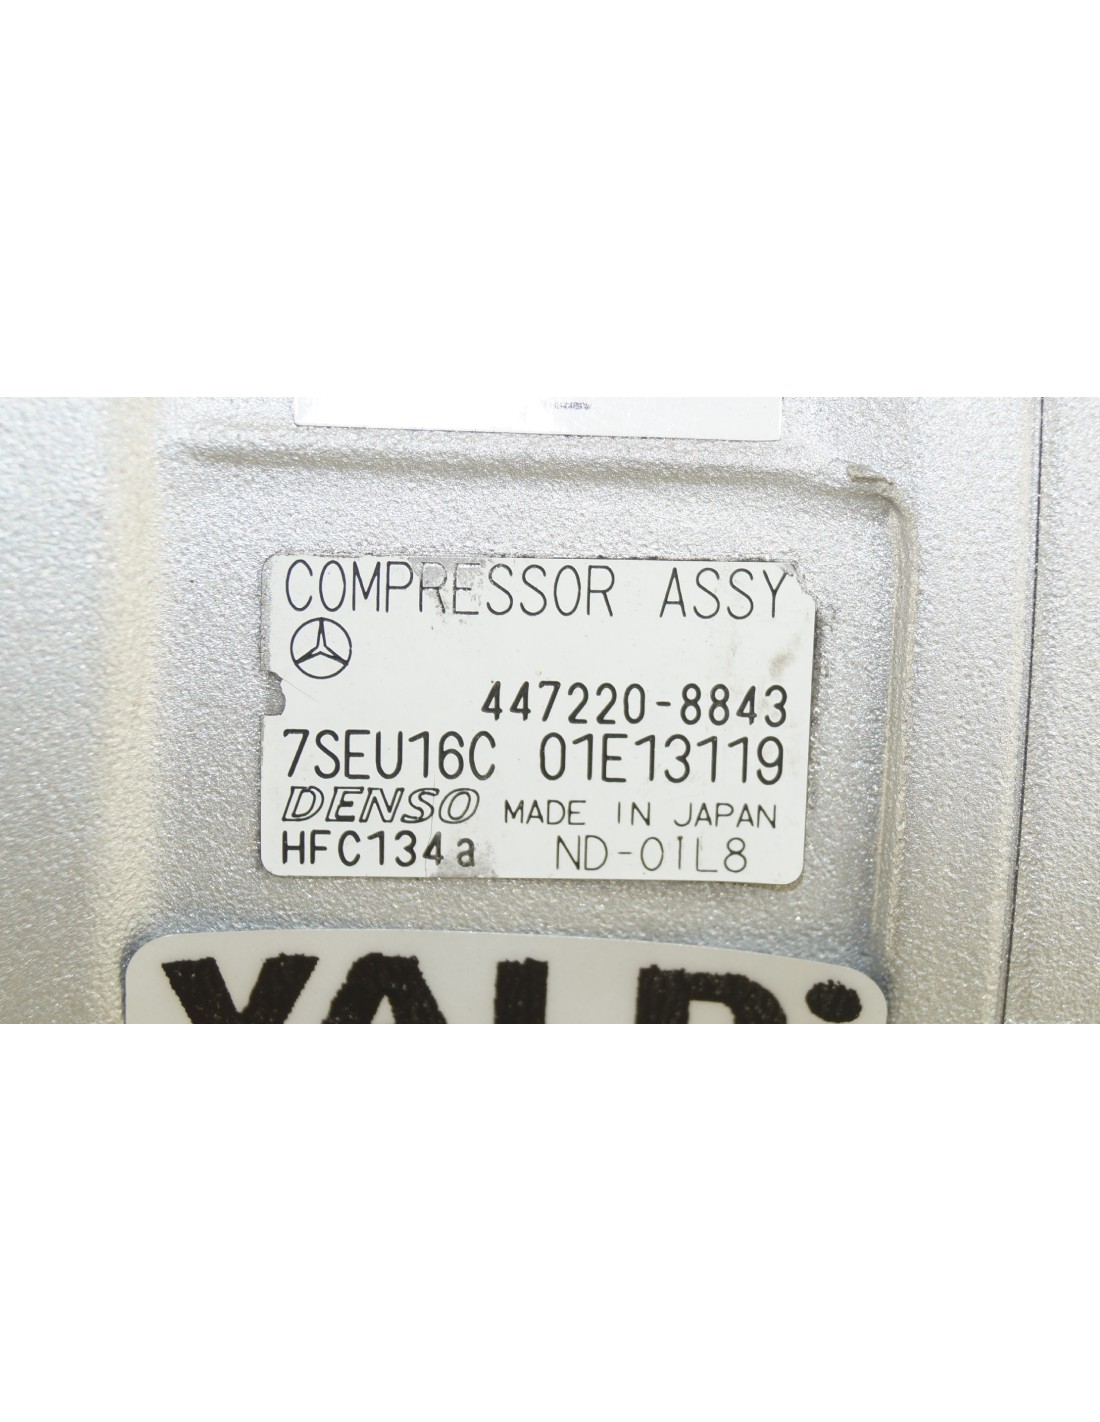 COMPRESSOR ASSY
447220-8843
7SEU16C 01E13119
DENSO MADE IN JAPAN
HFC134a ND-OIL8